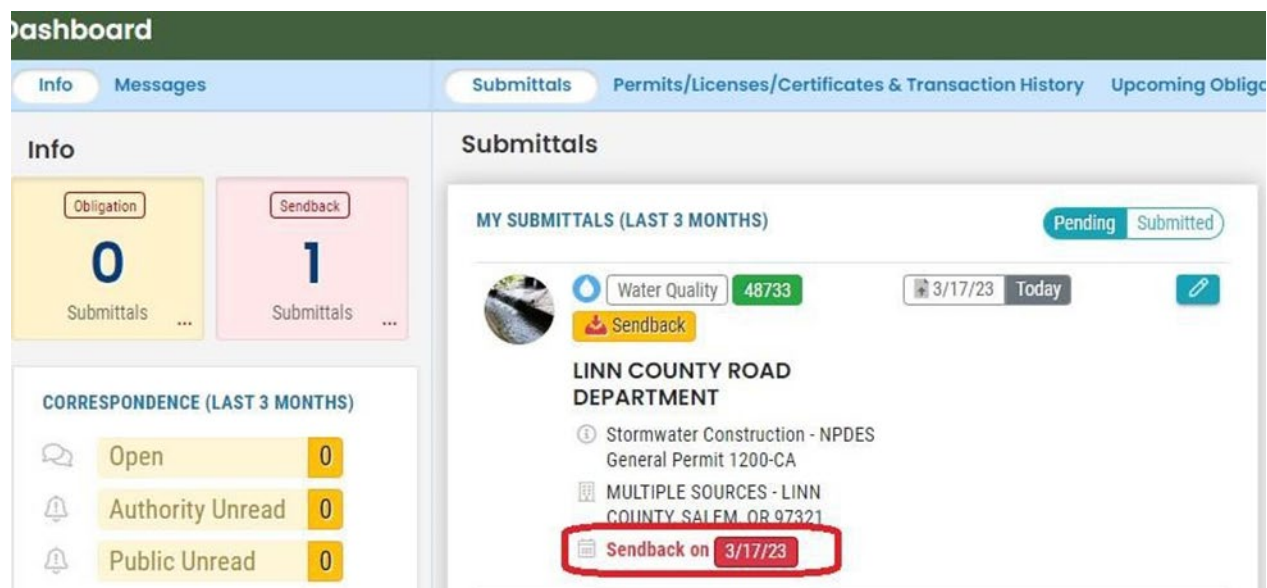 Dashboard
Info Messages
Submittals Permits/Licenses/Certificates & Transaction History Upcoming
Info
Obligation
0
Submittals
...
Sendback
1
Submittals
...
CORRESPONDENCE (LAST 3 MONTHS)
Open 0
Authority Unread 0
Public Unread 0
Submittals
MY SUBMITTALS (LAST 3 MONTHS) Pending Submitted
Water Quality 48733 3/17/23 Today
Sendback
LINN COUNTY ROAD
DEPARTMENT
Stormwater Construction - NPDES
General Permit 1200-CA
MULTIPLE SOURCES - LINN
COUNTY, SALEM, OR 97321
Sendback on 3/17/23